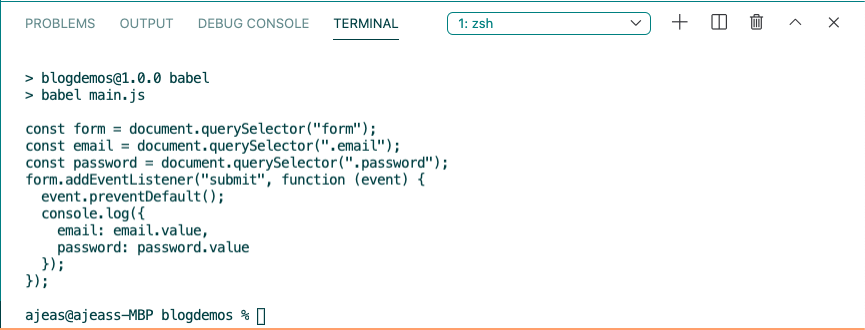 PROBLEMS OUTPUT DEBUG CONSOLE TERMINAL 1: zsh
> blogdemos@1.0.0 babel
> babel main.js
const form = document.querySelector("form");
const email = document.querySelector(".email");
const password = document.querySelector(".password");
form.addEventListener("submit", function (event) {
  event.preventDefault();
  console.log({
    email: email.value,
    password: password.value
  });
});
ajeas@ajeass-MBP blogdemos %